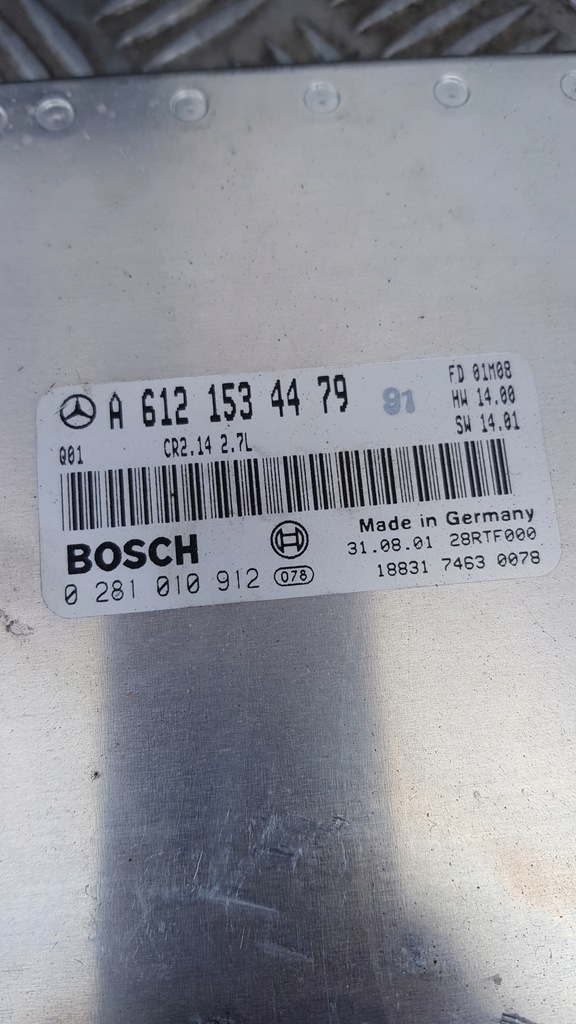 A 612 153 44 79 91
FD 01M08
HW 14.00
SW 14.01
Q01 CR2.14 2.7L
BOSCH
Made in Germany
31.08.01 28RTF000
0 281 010 912 078
18831 7463 0078